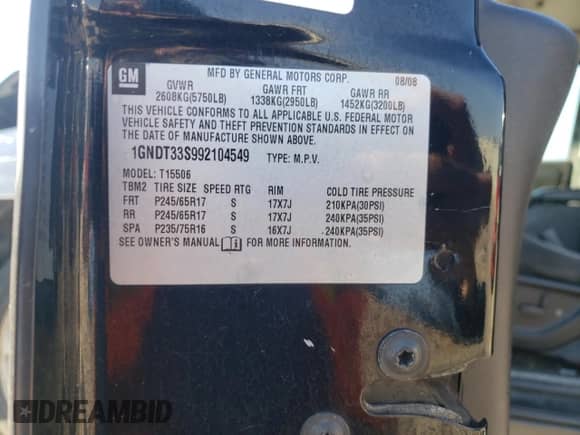 GM
MFD BY GENERAL MOTORS CORP.
08/08
GVWR GAWR FRT GAWR RR
2608KG(5750LB) 1338KG(2950LB) 1452KG(3200LB)
THIS VEHICLE CONFORMS TO ALL APPLICABLE U.S. FEDERAL MOTOR
VEHICLE SAFETY AND THEFT PREVENTION STANDARDS IN EFFECT ON
THE DATE OF MANUFACTURE SHOWN ABOVE.
1GNDT33S992104549 TYPE: M.P.V.
MODEL: T15506
TBM2 TIRE SIZE SPEED RTG RIM COLD TIRE PRESSURE
FRT P245/65R17 S 17X7J 210KPA(30PSI)
RR P245/65R17 S 17X7J 240KPA(35PSI)
SPA P235/75R16 S 16X7J 240KPA(35PSI)
SEE OWNER'S MANUAL FOR MORE INFORMATION.
DREAMBID